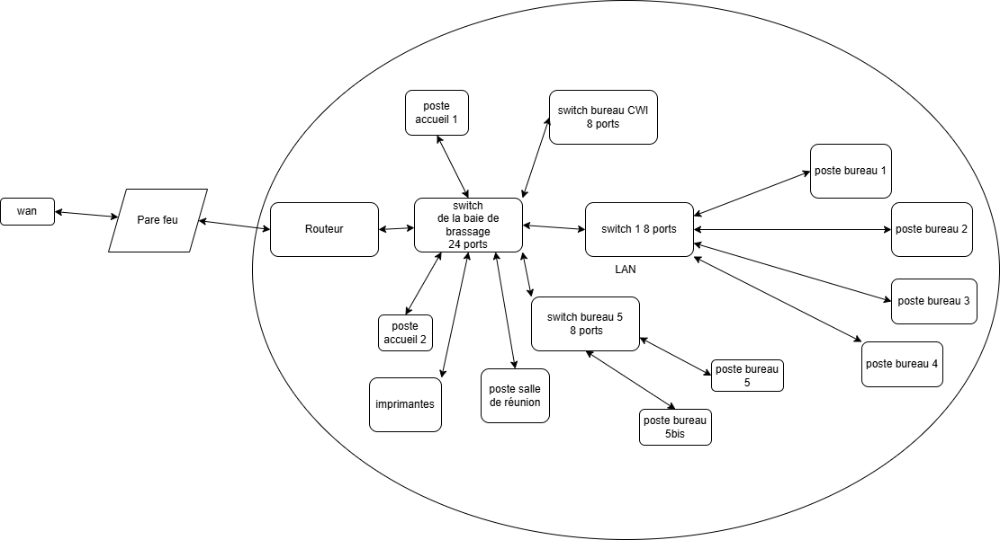 poste
accueil 1
switch bureau CWI
8 ports
poste bureau 1
wan
Pare feu
Routeur
switch
de la baie de
brassage
24 ports
switch 1 8 ports
poste bureau 2
LAN
poste bureau 3
switch bureau 5
8 ports
poste
accueil 2
poste bureau 4
poste bureau
5
imprimantes
poste salle
de réunion
poste bureau
5bis